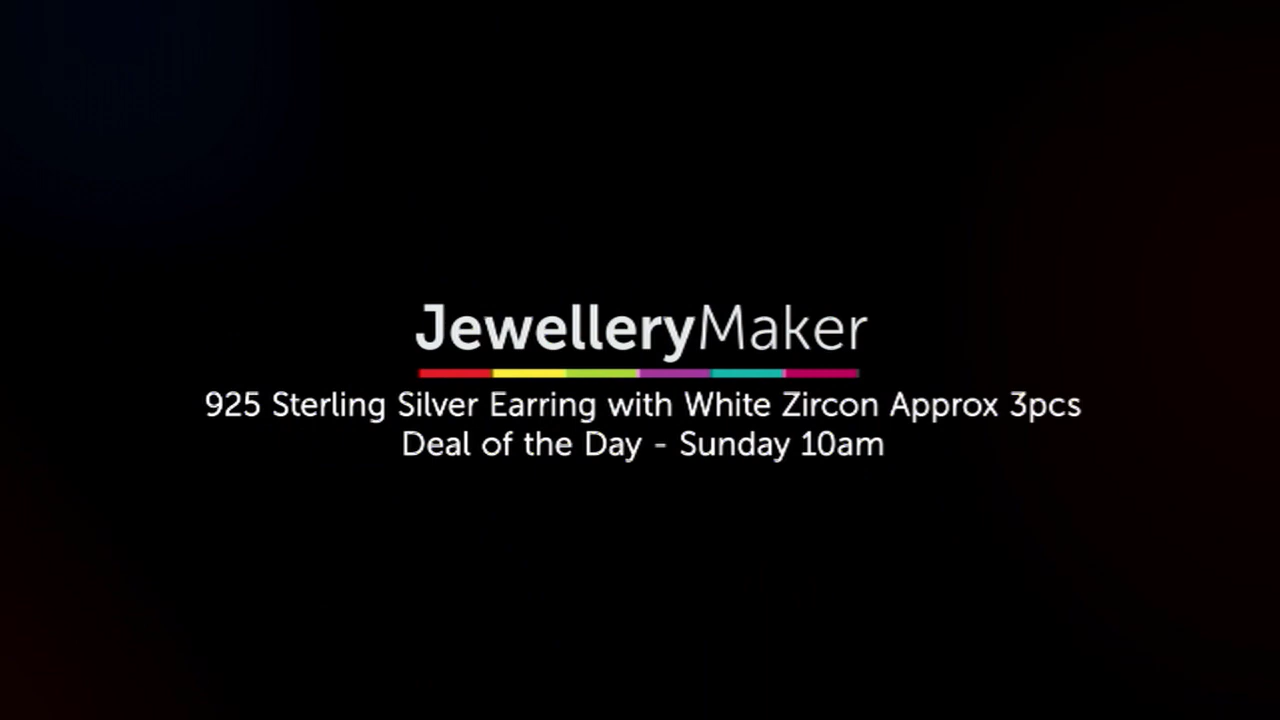 JewelleryMaker
925 Sterling Silver Earring with White Zircon Approx 3pcs
Deal of the Day - Sunday 10am